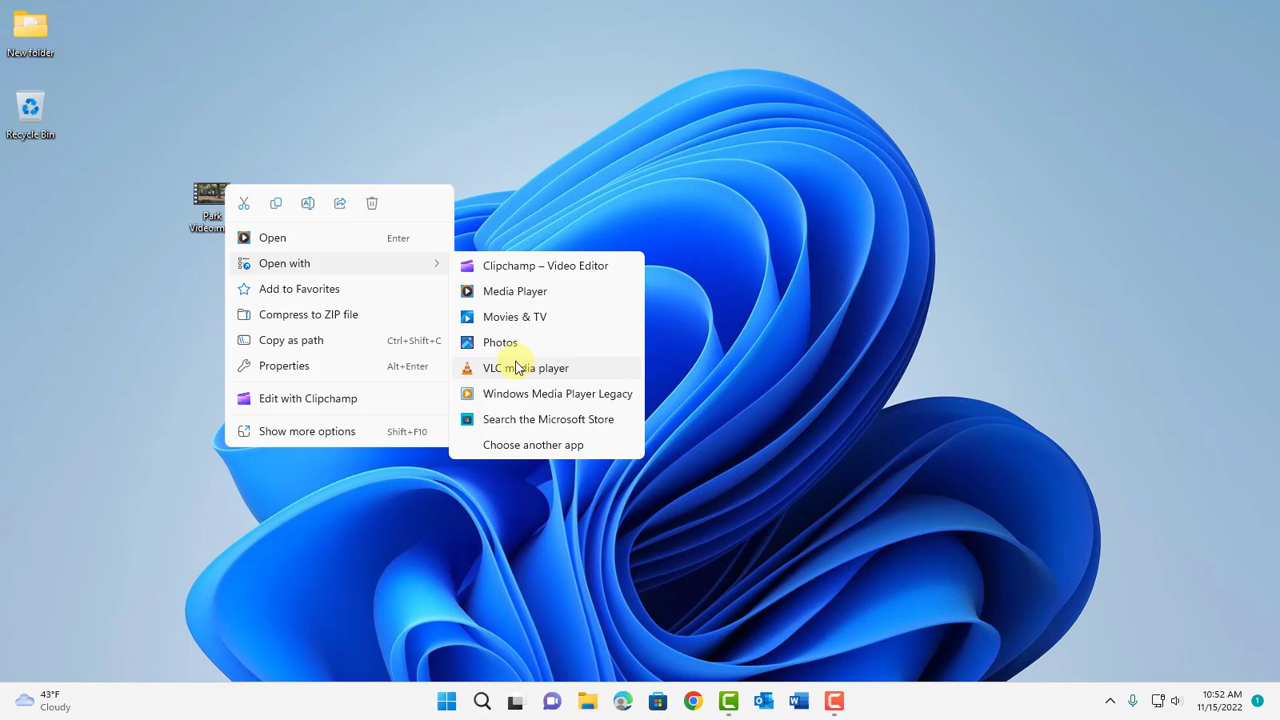 New folder
Recycle Bin
Park
Video.m
Open Enter
Open with
Add to Favorites
Compress to ZIP file
Copy as path Ctrl+Shift+C
Properties Alt+Enter
Edit with Clipchamp
Show more options Shift+F10
Clipchamp – Video Editor
Media Player
Movies & TV
Photos
VLC media player
Windows Media Player Legacy
Search the Microsoft Store
Choose another app
43°F
Cloudy
10:52 AM
11/15/2022
1